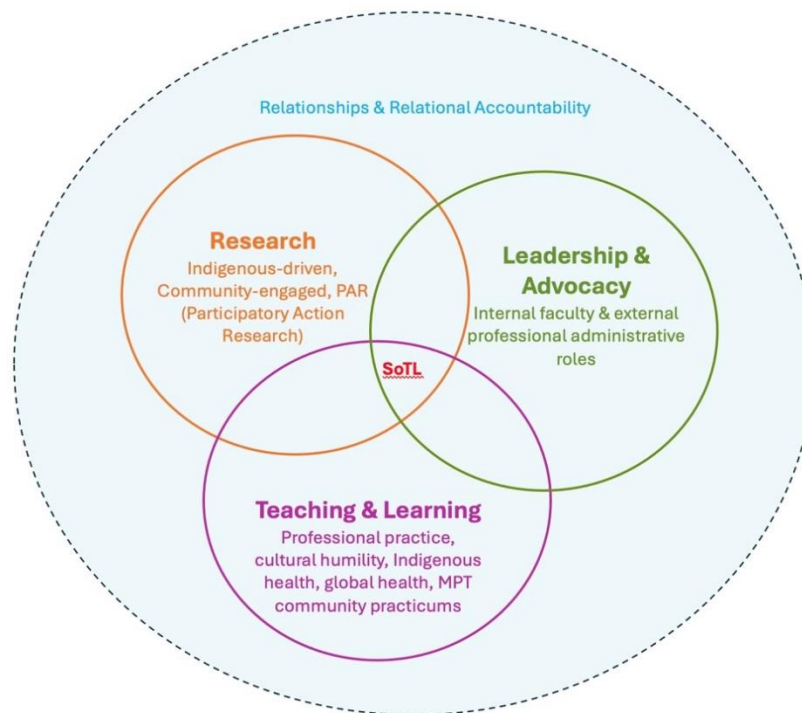 Relationships & Relational Accountability
Research
Indigenous-driven,
Community-engaged, PAR
(Participatory Action
Research)
Leadership &
Advocacy
Internal faculty & external
professional administrative
roles
SoTL
Teaching & Learning
Professional practice,
cultural humility, Indigenous
health, global health, MPT
community practicums